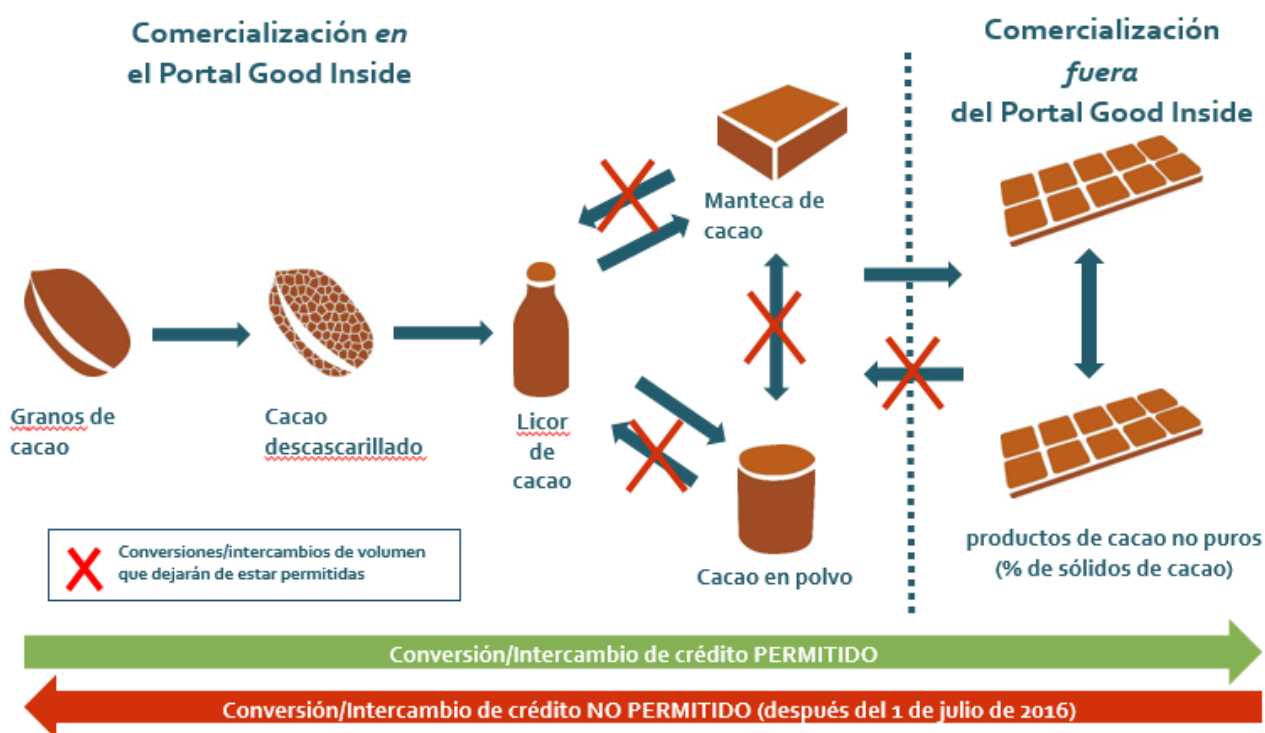 Comercialización en
el Portal Good Inside
Comercialización
fuera
del Portal Good Inside
Manteca de
cacao
Granos de
cacao
Cacao
descascarillado
Licor
de
cacao
Cacao en polvo
productos de cacao no puros
(% de sólidos de cacao)
Conversiones/intercambios de volumen
que dejarán de estar permitidas
Conversión/Intercambio de crédito PERMITIDO
Conversión/Intercambio de crédito NO PERMITIDO (después del 1 de julio de 2016)